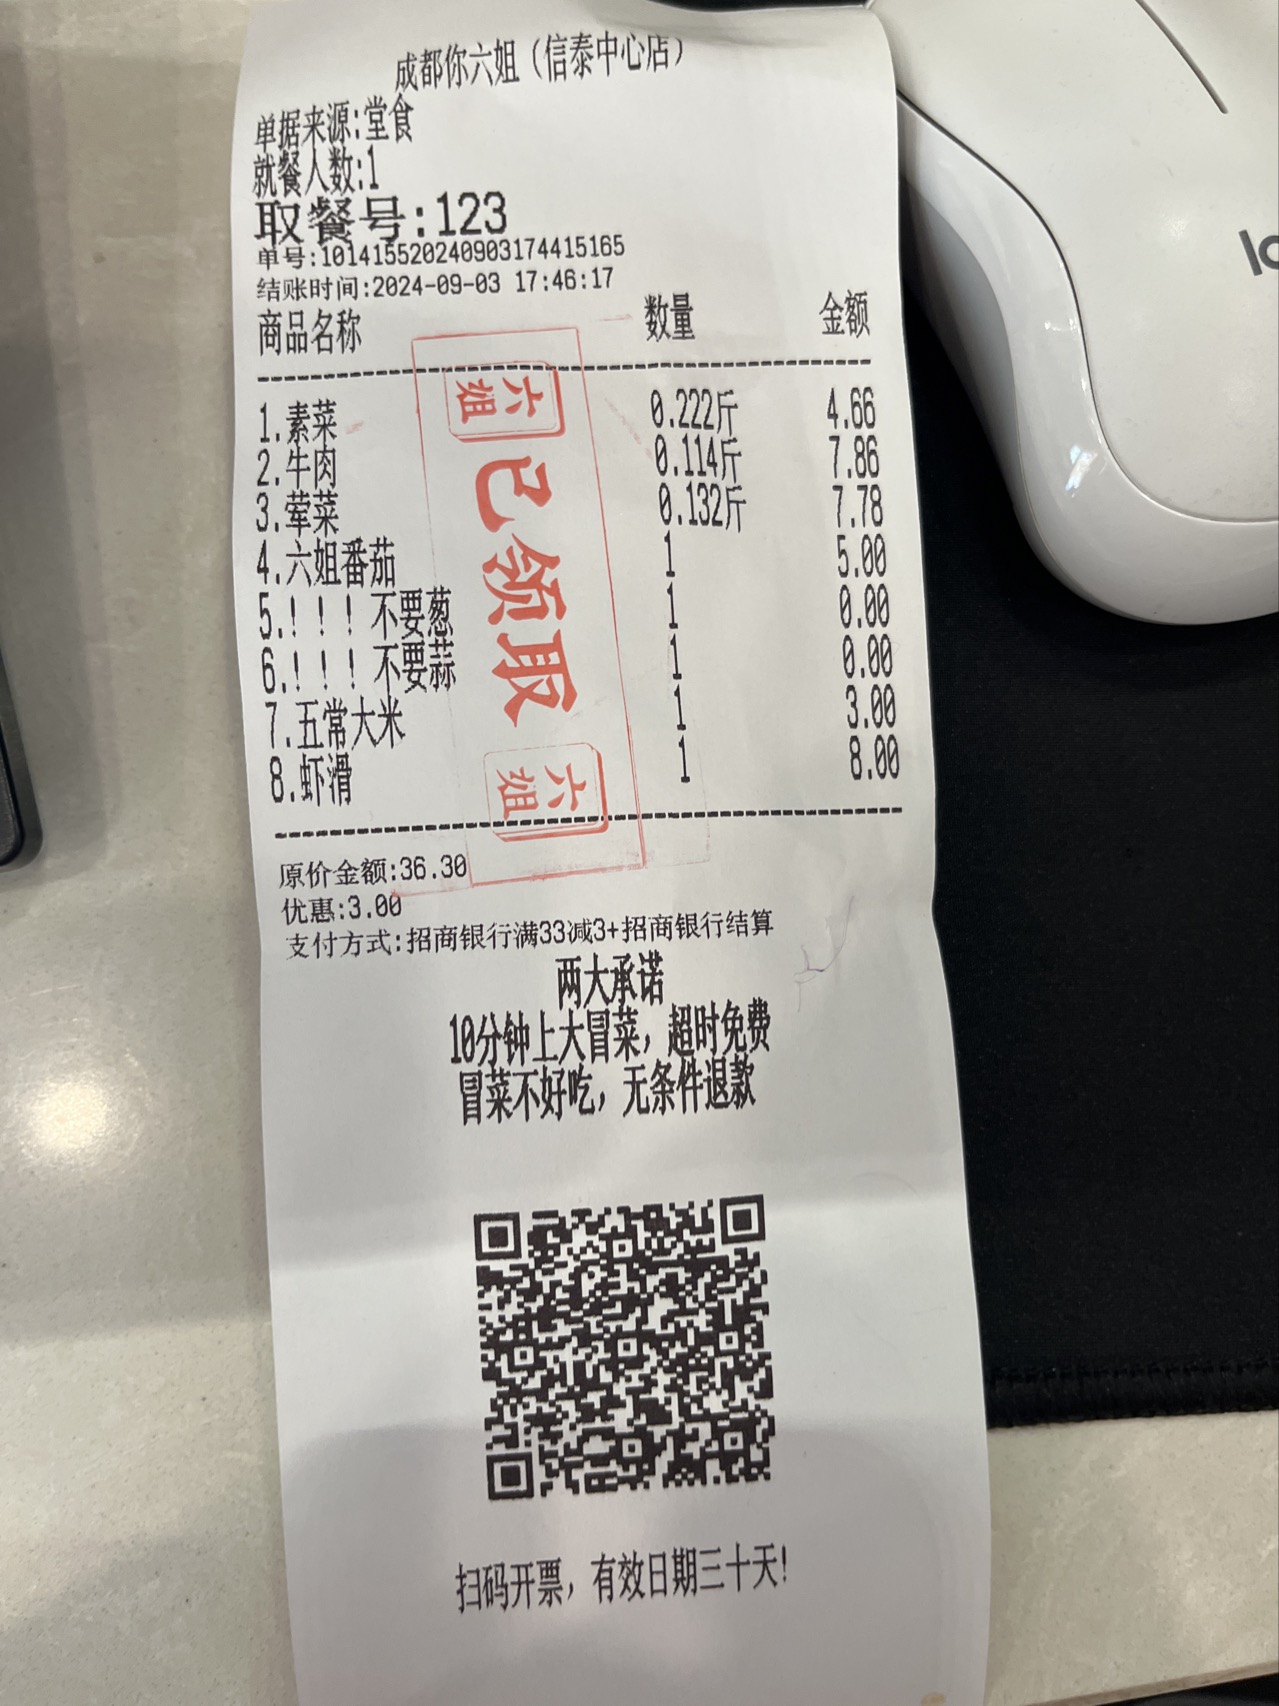 成都你六姐（信泰中心店）
单据来源:堂食
就餐人数:1
取餐号:123
单号:101415520240903174415165
结账时间:2024-09-03 17:46:17
商品名称 数量 金额
1.素菜 0.222斤 4.66
2.牛肉 0.114斤 7.86
3.荤菜 0.132斤 7.78
4.六姐番茄 1 5.00
5.！！！不要葱 1 0.00
6.！！！不要蒜 1 0.00
7.五常大米 1 3.00
8.虾滑 1 8.00
六姐
已领取
六姐
原价金额:36.30
优惠:3.00
支付方式:招商银行满33减3+招商银行结算
两大承诺
10分钟上大冒菜，超时免费
冒菜不好吃，无条件退款
扫码开票，有效日期三十天!